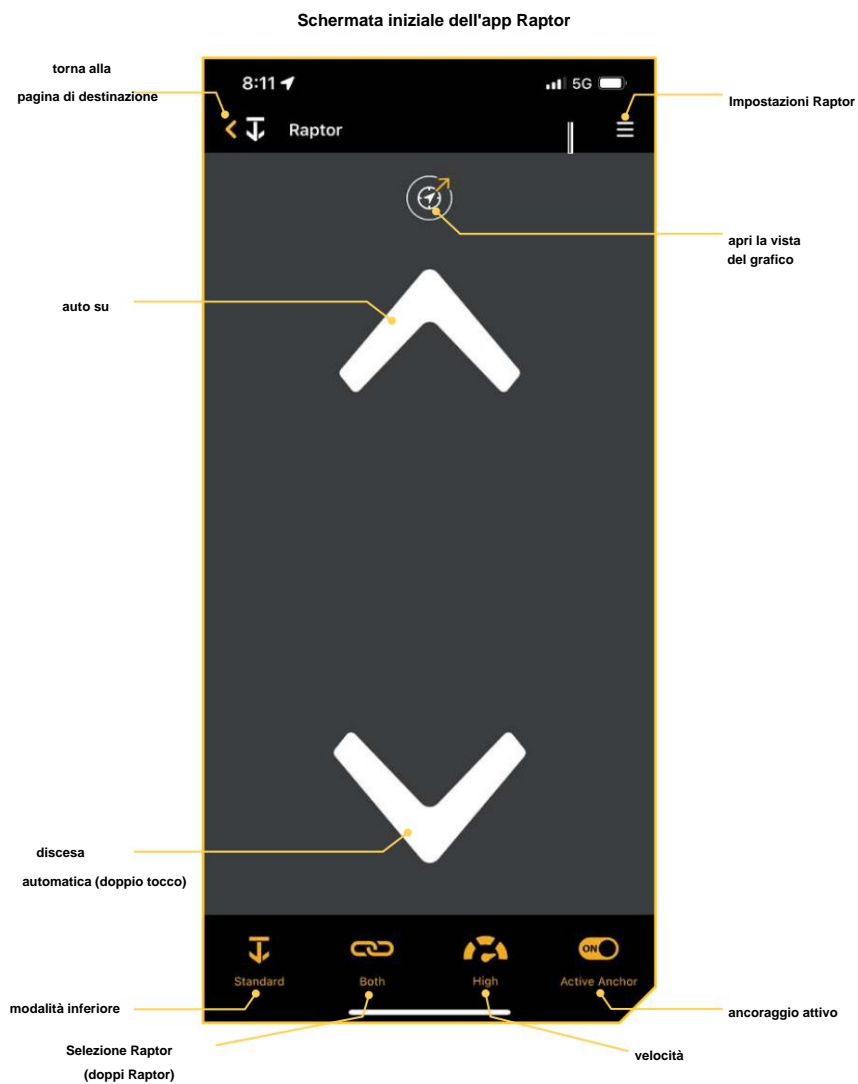 Schermata iniziale dell'app Raptor
torna alla
pagina di destinazione
8:11
5G
Impostazioni Raptor
Raptor
apri la vista
del grafico
auto su
discesa
automatica (doppio tocco)
Standard
Both
High
ON
Active Anchor
modalità inferiore
ancoraggio attivo
Selezione Raptor
(doppi Raptor)
velocità